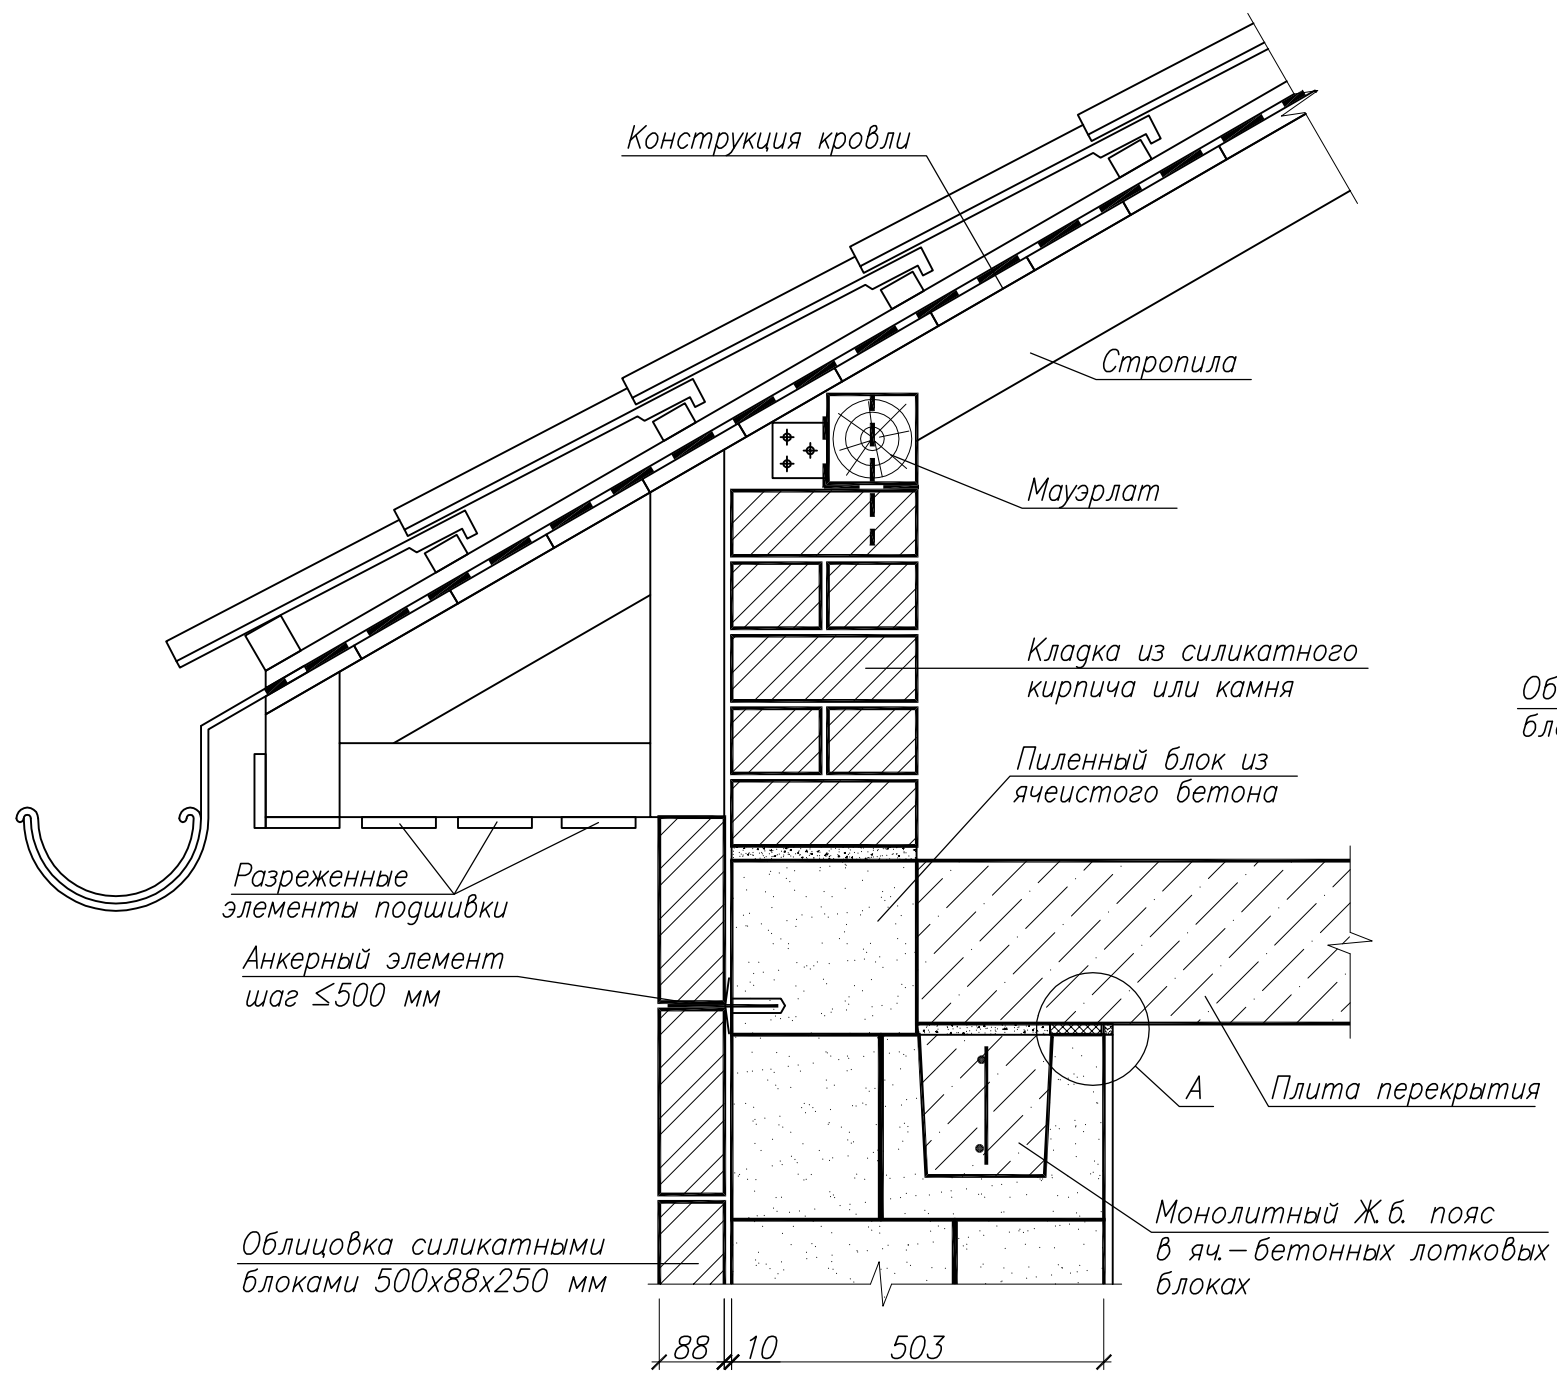 Конструкция кровли
Стропила
Мауэрлат
Кладка из силикатного
кирпича или камня
Об
Пиленный блок из
ячеистого бетона
Разреженные
элементы подшивки
Анкерный элемент
шаг ≤500 мм
А
Плита перекрытия
Монолитный Ж.б. пояс
в яч.–бетонных лотковых
блоках
Облицовка силикатными
блоками 500х88х250 мм
88
10
503